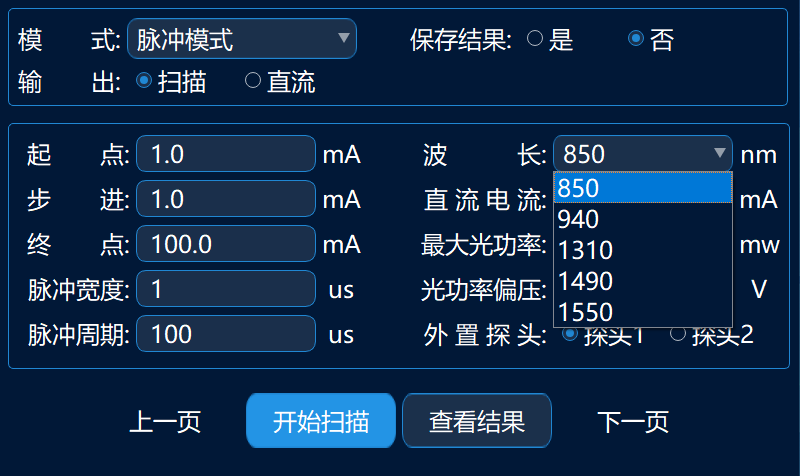 模 式: 脉冲模式 保存结果: 是 否
输 出: 扫描 直流
起 点: 1.0 mA 波 长: 850 nm
850
步 进: 1.0 mA 直流电流: mA
940
终 点: 100.0 mA 最大光功率: mw
1310
脉冲宽度: 1 us 光功率偏压: V
1490
1550
脉冲周期: 100 us 外置探头: 探头1 探头2
上一页 开始扫描 查看结果 下一页